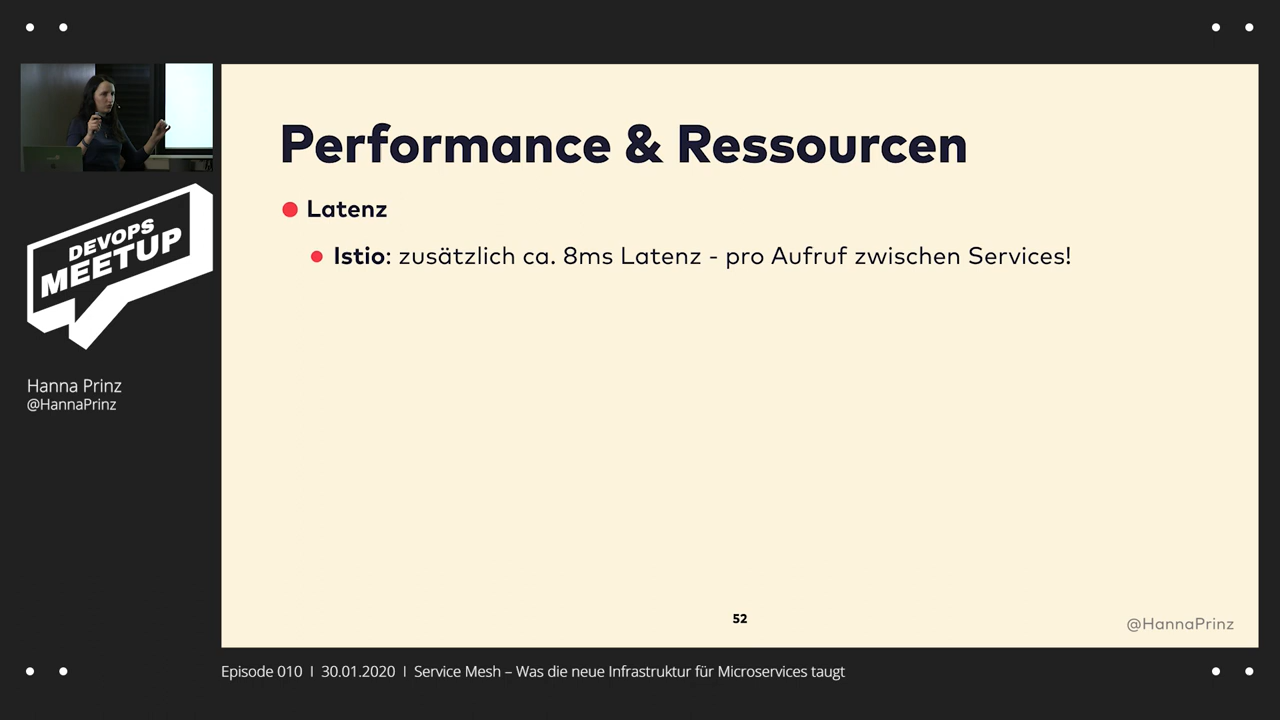 Performance & Ressourcen
Latenz
Istio: zusätzlich ca. 8ms Latenz - pro Aufruf zwischen Services!
DEVOPS
MEETUP
Hanna Prinz
@HannaPrinz
52
@HannaPrinz
Episode 010 I 30.01.2020 I Service Mesh – Was die neue Infrastruktur für Microservices taugt